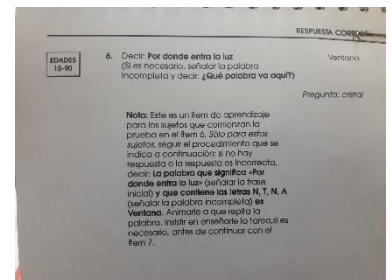 RESPUESTA CORRECTA
EDADES
15-90
6. Decir: Por donde entra la luz
Ventana
(Si es necesario, señalar la palabra
incompleta y decir: ¿Qué palabra va aquí?)
Pregunta: cristal
Nota: Este es un ítem de aprendizaje
para los sujetos que comienzan la
prueba en el ítem 6. Sólo para estos
sujetos, seguir el procedimiento que se
indica a continuación: si no hay
respuesta o la respuesta es incorrecta,
decir: La palabra que significa «Por
donde entra la luz» (señalar la frase
inicial) y que contiene las letras N, T, N, A
(señalar la palabra incompleta) es
Ventana. Animarle a que repita la
palabra. Insistir en enseñarle la tarea,si es
necesario, antes de continuar con el
ítem 7.